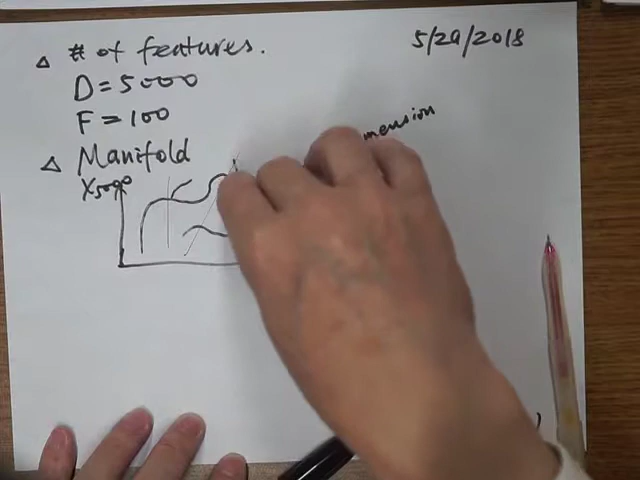 △ # of features.
5/29/2018
D=5000
F=100
△ Manifold
X5000